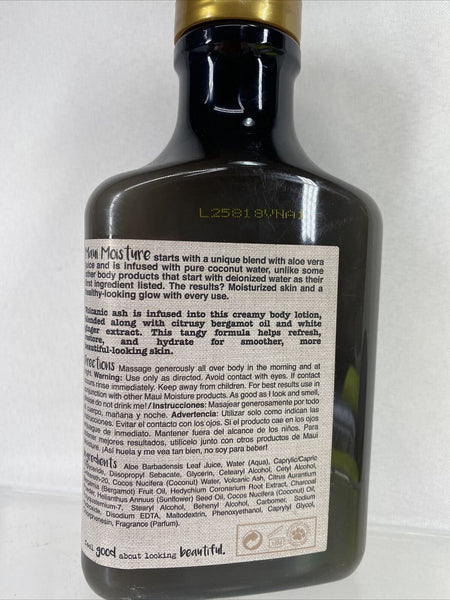 L25818VNA1
Maui Moisture starts with a unique blend with aloe vera
juice and is infused with pure coconut water, unlike some
other body products that start with deionized water as their
first ingredient listed. The results? Moisturized skin and a
healthy-looking glow with every use.
Volcanic ash is infused into this creamy body lotion,
blended along with citrusy bergamot oil and white
ginger extract. This tangy formula helps refresh,
restore, and hydrate for smoother, more
beautiful-looking skin.
Directions Massage generously all over body in the morning and at
night. Warning: Use only as directed. Avoid contact with eyes. If contact
occurs rinse immediately. Keep away from children. For best results use in
conjunction with other Maui Moisture products. As good as I look and smell,
please do not drink me! / Instrucciones: Masajear generosamente por todo
el cuerpo, mañana y noche. Advertencia: Utilizar solo como indican las
Evitar el contacto con los ojos. Si el producto cae en los ojos
enjuague de inmediato. Mantener fuera del alcance de los niños. Para
obtener mejores resultados, utilícelo junto con otros productos de Maui
Moisture. ¡Así huela y me vea tan bien, no soy para beber!
Ingredients Aloe Barbadensis Leaf Juice, Water (Aqua), Caprylic/Capric
Triglyceride, Diisopropyl Sebacate, Glycerin, Cetearyl Alcohol, Cetyl Alcohol,
Ceteareth-20, Cocos Nucifera (Coconut) Water, Volcanic Ash, Citrus Aurantium
Bergamia (Bergamot) Fruit Oil, Hedychium Coronarium Root Extract, Charcoal
Powder, Helianthus Annuus (Sunflower) Seed Oil, Cocos Nucifera (Coconut) Oil,
Polyquaternium-7, Stearyl Alcohol, Behenyl Alcohol, Carbomer, Sodium
Hydroxide, Disodium EDTA, Maltodextrin, Phenoxyethanol, Caprylyl Glycol,
Chlorphenesin, Fragrance (Parfum).
Feel good about looking beautiful.